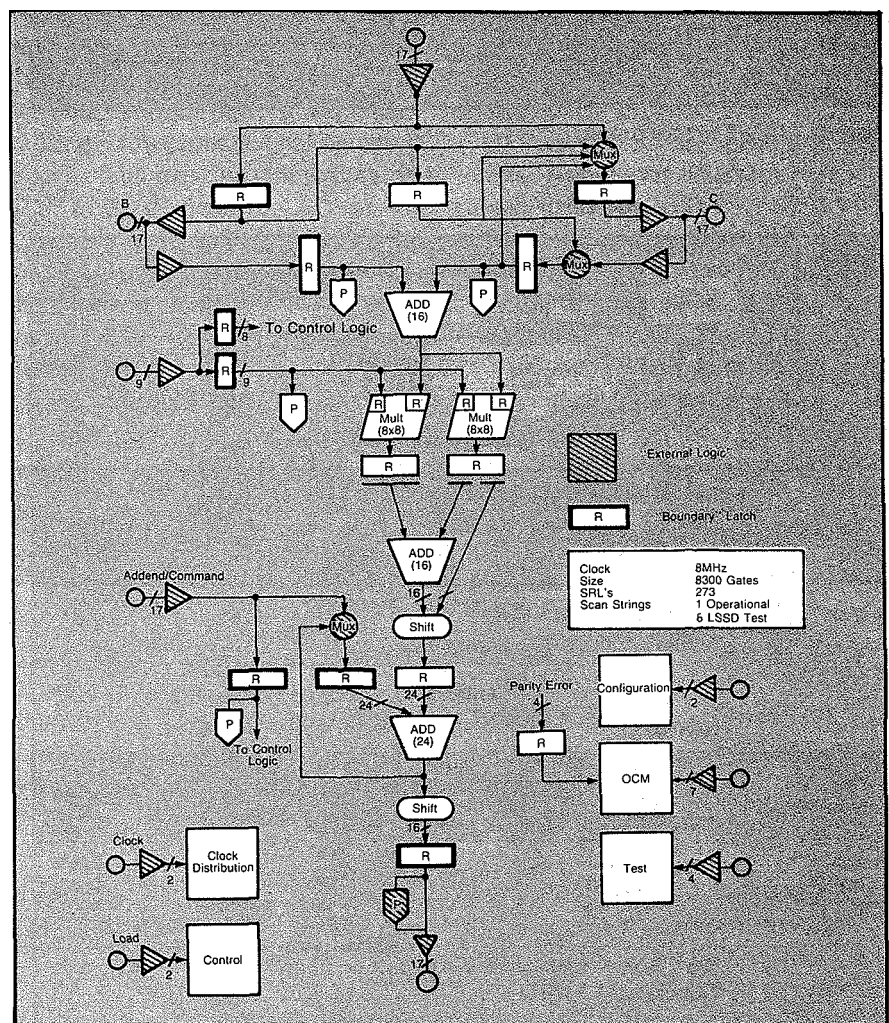 17
Mux
R
R
R
B
17
C
17
R
P
P
R
Mux
ADD
(16)
R
9
To Control Logic
9
R
9
P
R
R
Mult
(8x8)
R
R
Mult
(8x8)
R
R
"External Logic"
R
"Boundary" Latch
ADD
(16)
Clock 8MHz
Size 8300 Gates
SRL's 273
Scan Strings 1 Operational
6 LSSD Test
Addend/Command
17
16
Mux
Shift
R
R
R
24
24
P
To Control
Logic
ADD
(24)
Parity Error
4
R
Configuration
2
OCM
7
Shift
16
R
Test
4
Clock
2
Clock
Distribution
P
Load
2
Control
17